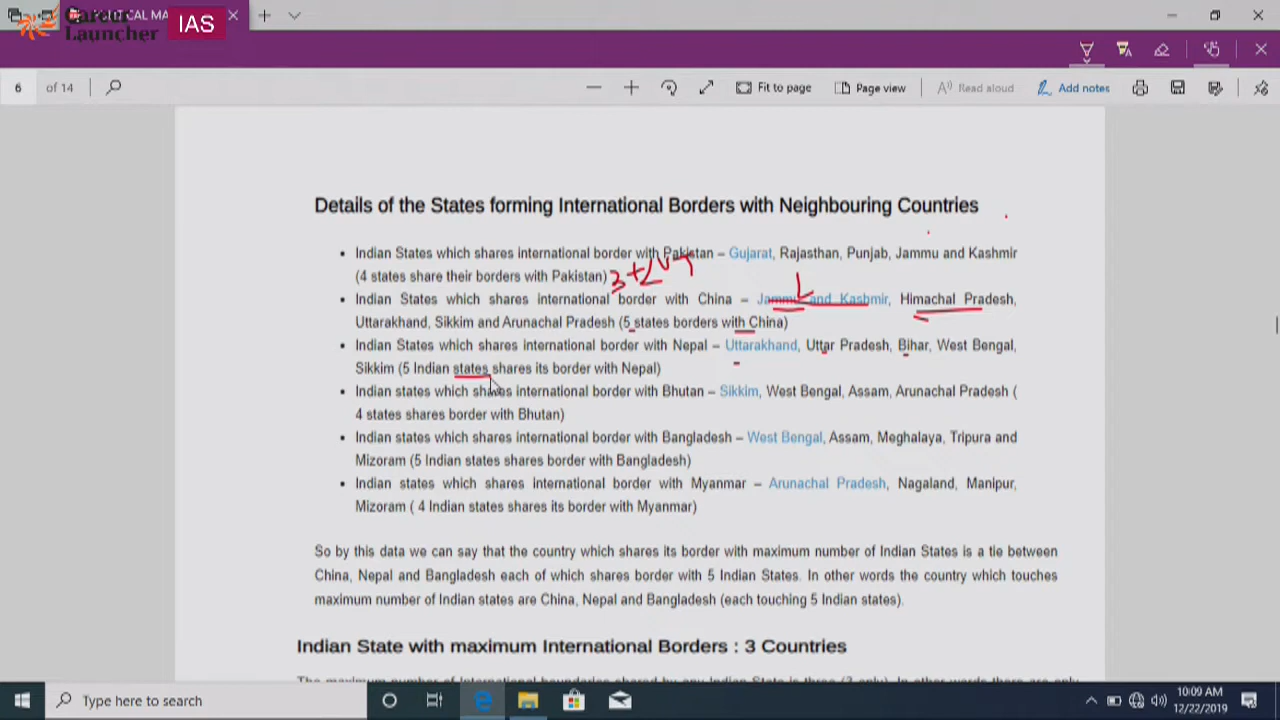 Career
Launcher
IAS
6 of 14
Fit to page
Page view
Read aloud
Add notes
Details of the States forming International Borders with Neighbouring Countries
• Indian States which shares international border with Pakistan – Gujarat, Rajasthan, Punjab, Jammu and Kashmir
(4 states share their borders with Pakistan) 3+
• Indian States which shares international border with China – Jammu and Kashmir, Himachal Pradesh,
Uttarakhand, Sikkim and Arunachal Pradesh (5 states borders with China)
• Indian States which shares international border with Nepal – Uttarakhand, Uttar Pradesh, Bihar, West Bengal,
Sikkim (5 Indian states shares its border with Nepal)
• Indian states which shares international border with Bhutan – Sikkim, West Bengal, Assam, Arunachal Pradesh (
4 states shares border with Bhutan)
• Indian states which shares international border with Bangladesh – West Bengal, Assam, Meghalaya, Tripura and
Mizoram (5 Indian states shares border with Bangladesh)
• Indian states which shares international border with Myanmar – Arunachal Pradesh, Nagaland, Manipur,
Mizoram ( 4 Indian states shares its border with Myanmar)
So by this data we can say that the country which shares its border with maximum number of Indian States is a tie between
China, Nepal and Bangladesh each of which shares border with 5 Indian States. In other words the country which touches
maximum number of Indian states are China, Nepal and Bangladesh (each touching 5 Indian states).
Indian State with maximum International Borders : 3 Countries
Type here to search
10:09 AM
12/22/2019